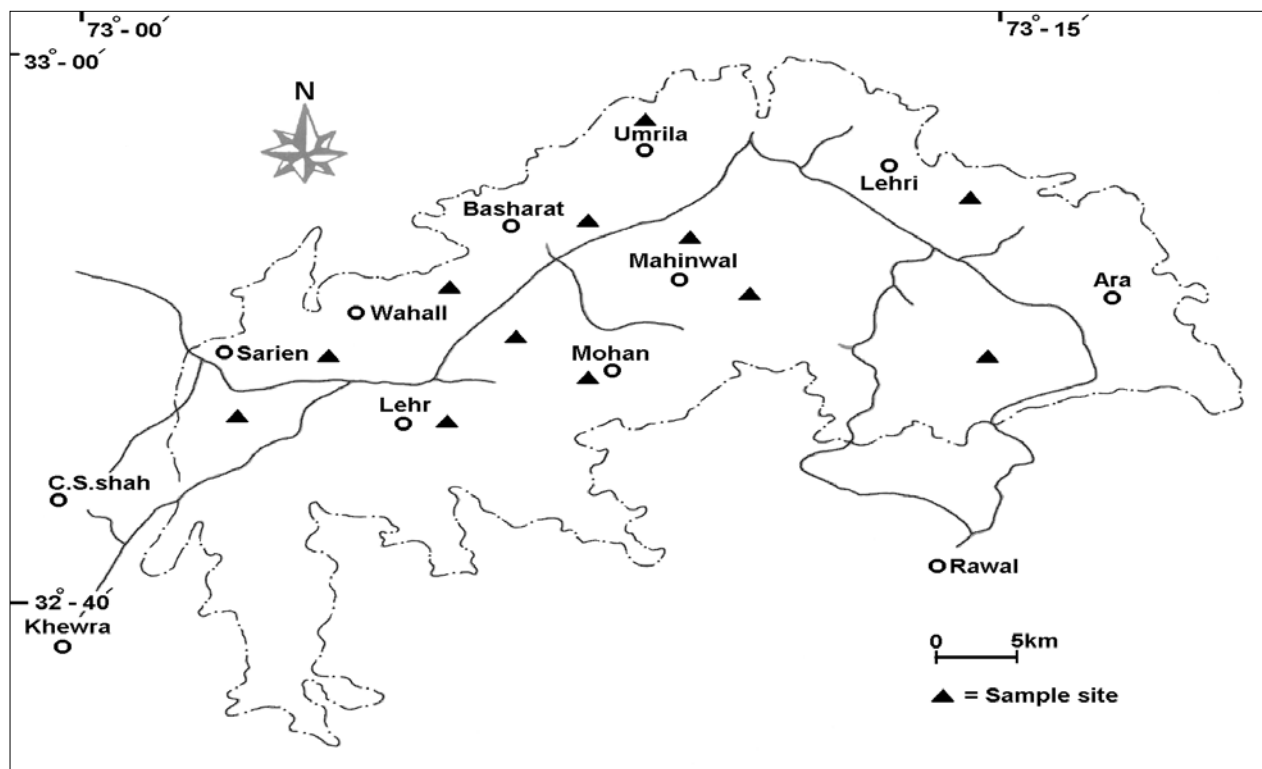 73°-00′
73°-15′
33°-00′
N
Umrila
Lehri
Basharat
Mahinwal
Ara
Wahall
Sarien
Mohan
Lehr
C.S.shah
Rawal
32°-40′
Khewra
0 5km
= Sample site